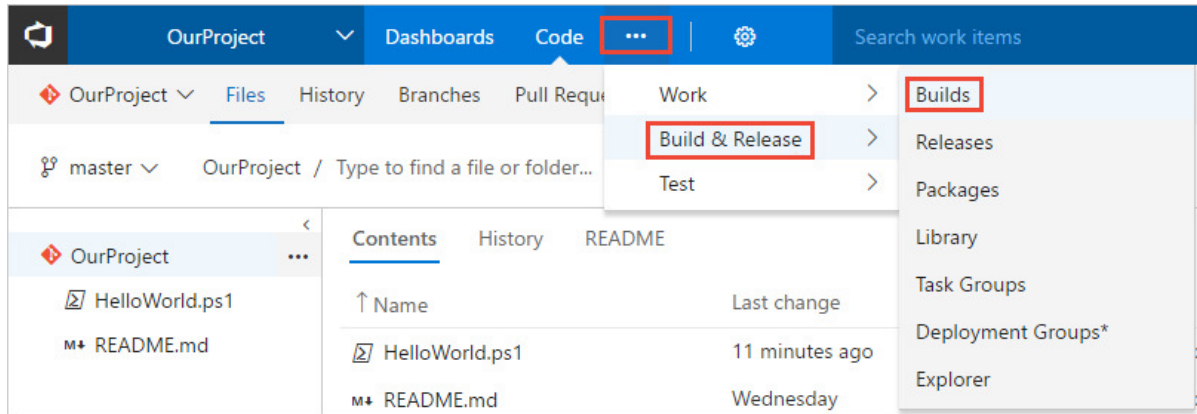 OurProject Dashboards Code ••• Search work items
OurProject Files History Branches Pull Reque
Work
Builds
Build & Release
Releases
Test
Packages
Library
Task Groups
Deployment Groups*
Explorer
master OurProject / Type to find a file or folder...
OurProject •••
HelloWorld.ps1
README.md
Contents History README
↑ Name Last change
HelloWorld.ps1 11 minutes ago
README.md Wednesday